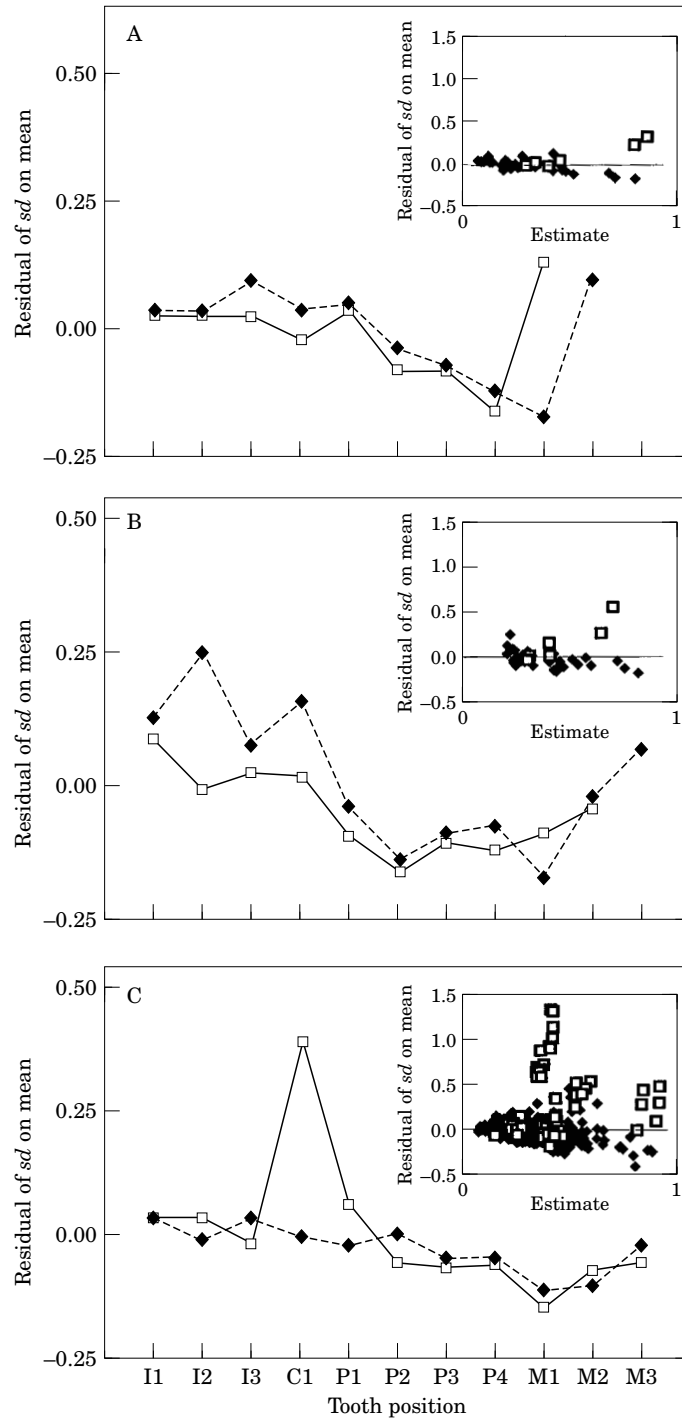 A
0.50
0.25
0.00
−0.25
Residual of sd on mean
1.5
1.0
0.5
0.0
−0.5
0
1
Residual of sd on mean
Estimate
B
0.50
0.25
0.00
−0.25
Residual of sd on mean
1.5
1.0
0.5
0.0
−0.5
0
1
Residual of sd on mean
Estimate
C
0.50
0.25
0.00
−0.25
Residual of sd on mean
1.5
1.0
0.5
0.0
−0.5
0
1
Residual of sd on mean
Estimate
I1 I2 I3 C1 P1 P2 P3 P4 M1 M2 M3
Tooth position